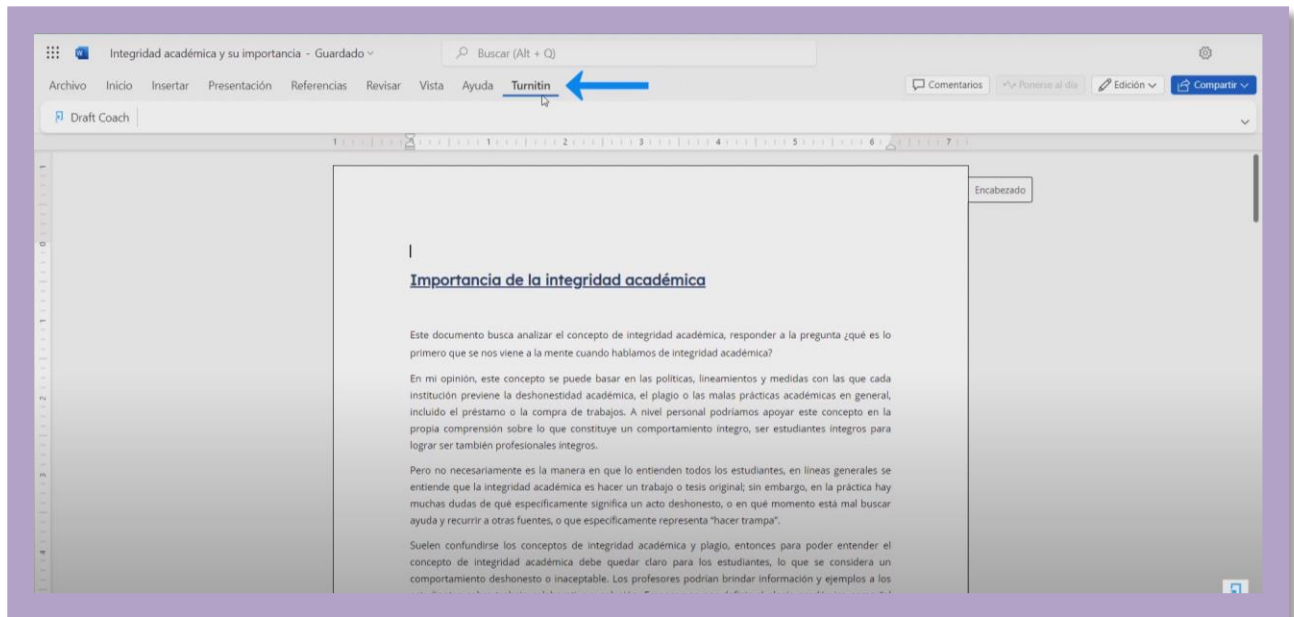 Integridad académica y su importancia - Guardado
Buscar (Alt + Q)
Archivo Inicio Insertar Presentación Referencias Revisar Vista Ayuda Turnitin
Comentarios Ponerse al día Edición Compartir
Draft Coach
1 1 2 3 4 5 6 7
Encabezado
Importancia de la integridad académica
Este documento busca analizar el concepto de integridad académica, responder a la pregunta ¿qué es lo
primero que se nos viene a la mente cuando hablamos de integridad académica?
En mi opinión, este concepto se puede basar en las políticas, lineamientos y medidas con las que cada
institución previene la deshonestidad académica, el plagio o las malas prácticas académicas en general,
incluido el préstamo o la compra de trabajos. A nivel personal podríamos apoyar este concepto en la
propia comprensión sobre lo que constituye un comportamiento íntegro, ser estudiantes íntegros para
lograr ser también profesionales íntegros.
Pero no necesariamente es la manera en que lo entienden todos los estudiantes, en líneas generales se
entiende que la integridad académica es hacer un trabajo o tesis original; sin embargo, en la práctica hay
muchas dudas de qué específicamente significa un acto deshonesto, o en qué momento está mal buscar
ayuda y recurrir a otras fuentes, o que específicamente representa "hacer trampa".
Suelen confundirse los conceptos de integridad académica y plagio, entonces para poder entender el
concepto de integridad académica debe quedar claro para los estudiantes, lo que se considera un
comportamiento deshonesto o inaceptable. Los profesores podrían brindar información y ejemplos a los